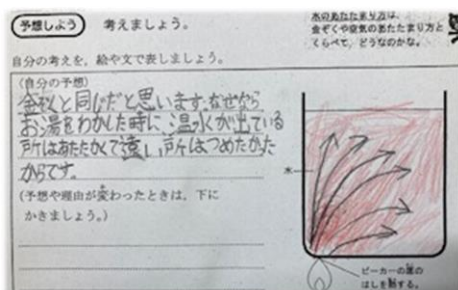 予想しよう 考えましょう。
水のあたたまり方は、
金ぞくや空気のあたたまり方と
くらべて、どうなのかな。
自分の考えを、絵や文で表しましょう。
(自分の予想)
金ぞくと同じだと思います。なぜなら
お湯をわかした時に、温水が出ている
所はあたたかくて遠い所はつめたかった
からです。
(予想や理由が変わったときは、下に
かきましょう。)
水
ビーカーの底の
はしを熱する。